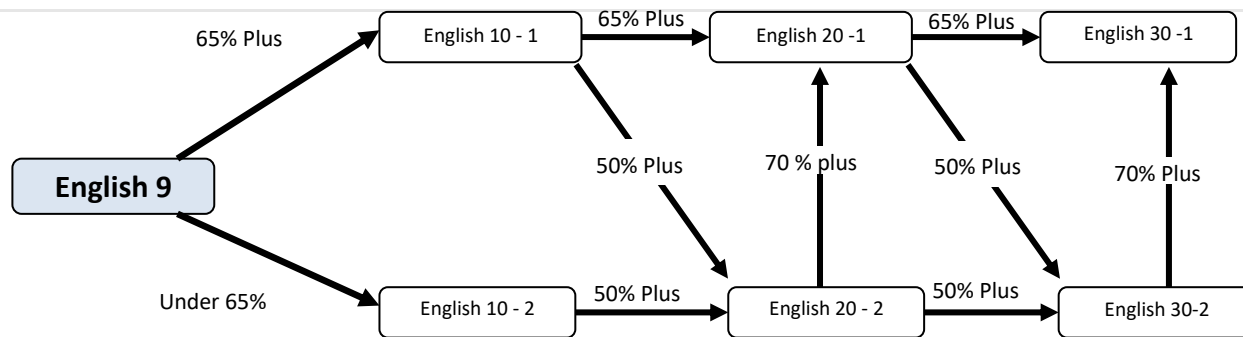 65% Plus
English 10 - 1
65% Plus
English 20 -1
65% Plus
English 30 -1
English 9
50% Plus
70 % plus
50% Plus
70% Plus
Under 65%
English 10 - 2
50% Plus
English 20 - 2
50% Plus
English 30-2